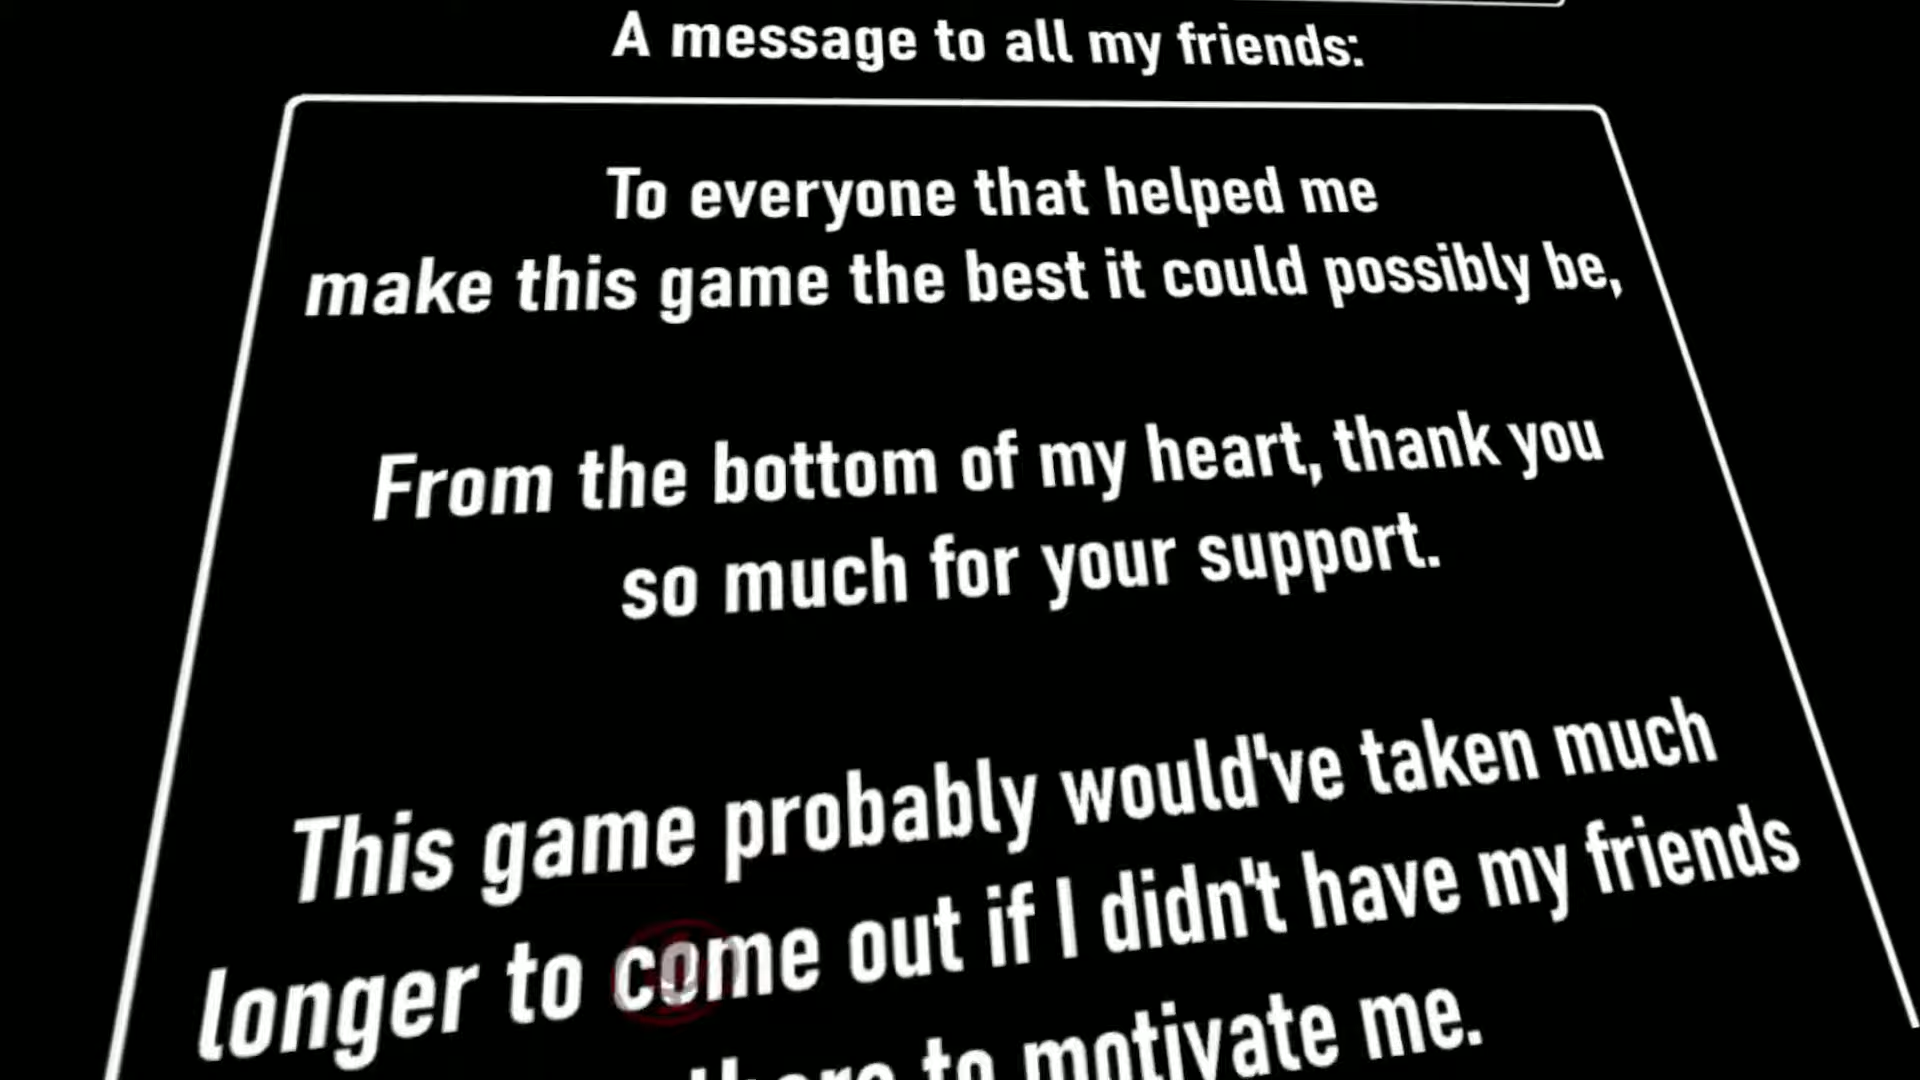 A message to all my friends:
To everyone that helped me
make this game the best it could possibly be,
From the bottom of my heart, thank you
so much for your support.
This game probably would've taken much
longer to come out if I didn't have my friends
there to motivate me.